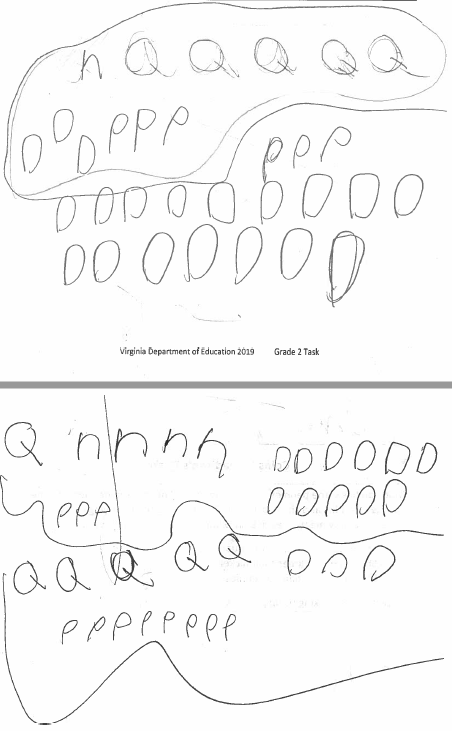 n Q Q Q Q Q
D D D P P P
P P P
D D D D D D D D D
D D D D D D D
Virginia Department of Education 2019 Grade 2 Task
Q n n n n D D D D D D
P P P D D D D D
Q Q Q Q Q D D D
P P P P P P P P